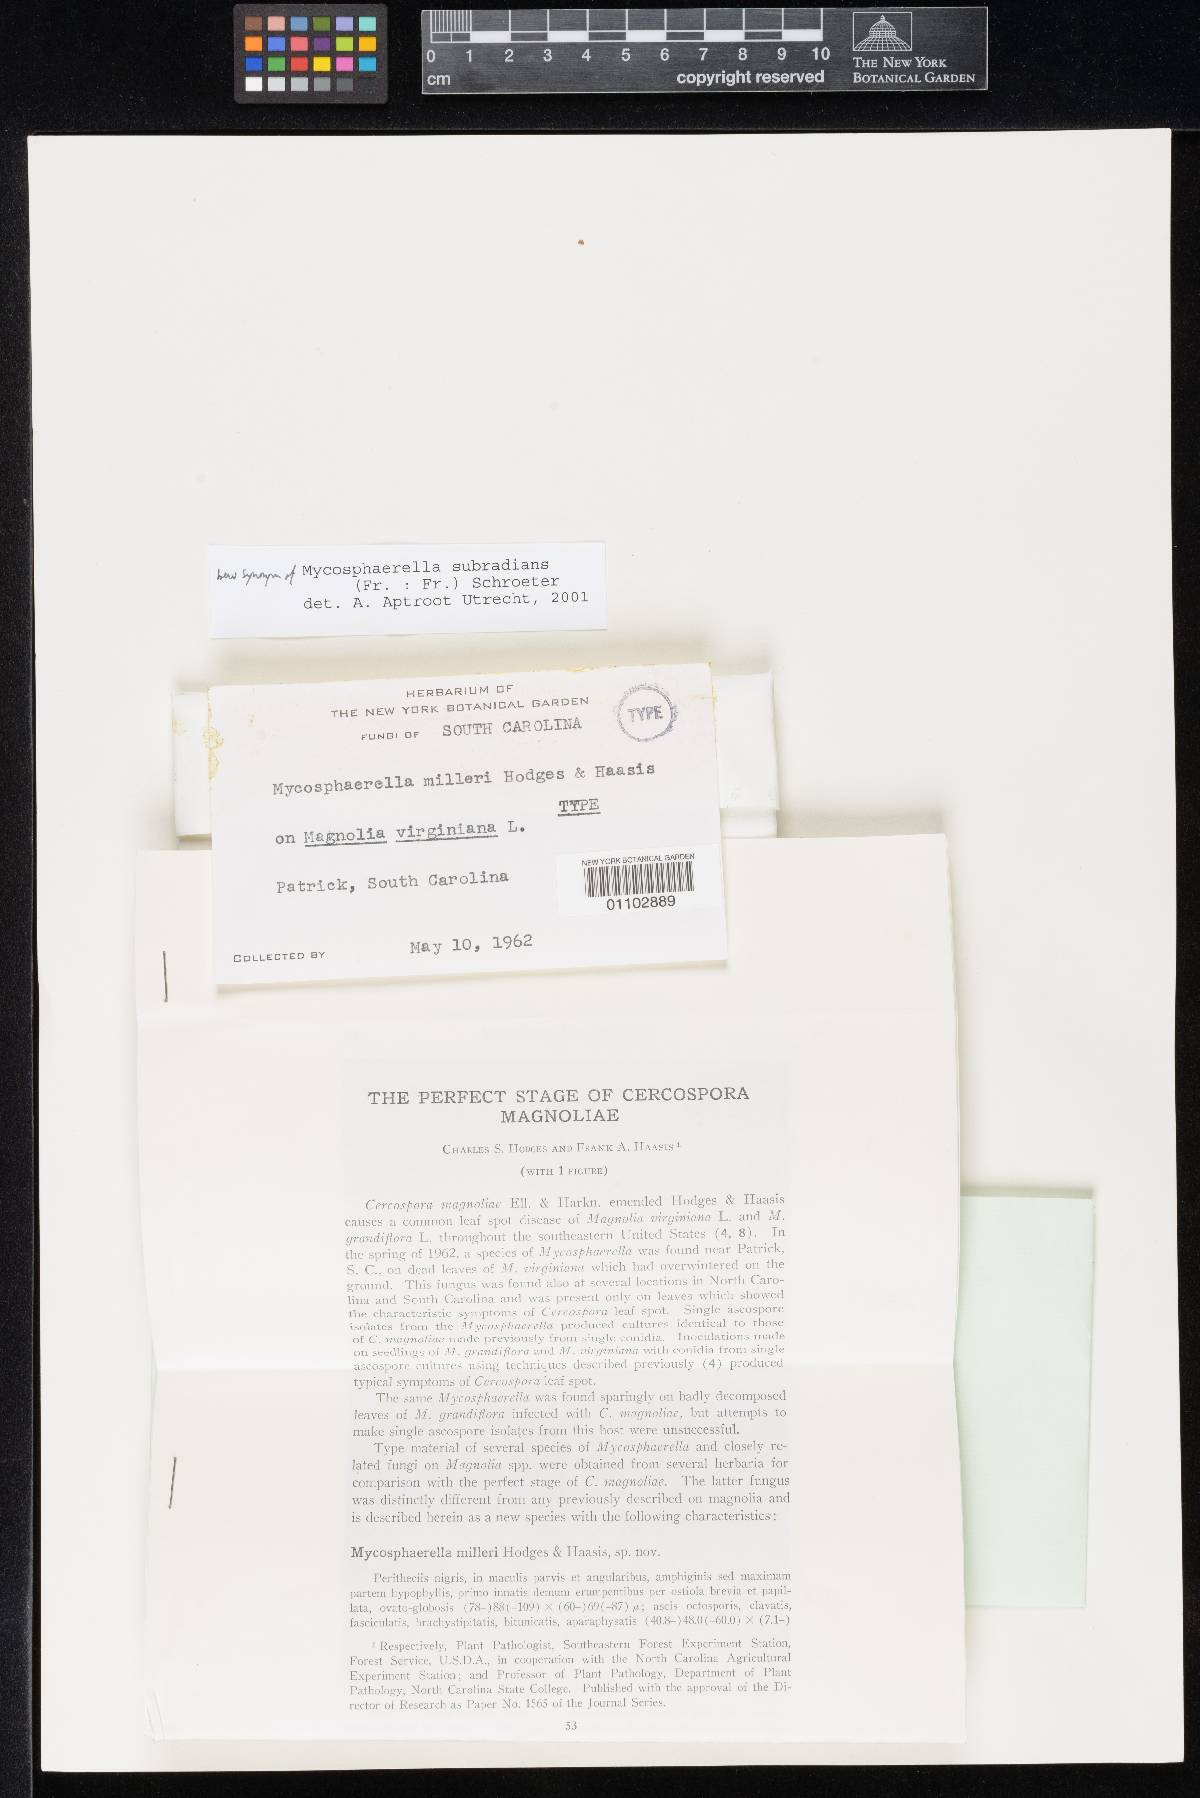 0 1 2 3 4 5 6 7 8 9 10
cm
copyright reserved
THE NEW YORK
BOTANICAL GARDEN
new synonym of Mycosphaerella subradians
(Fr. : Fr.) Schroeter
det. A. Aptroot Utrecht, 2001
HERBARIUM OF
THE NEW YORK BOTANICAL GARDEN
FUNGI OF SOUTH CAROLINA
TYPE
Mycosphaerella milleri Hodges & Haasis
TYPE
on Magnolia virginiana L.
Patrick, South Carolina
NEW YORK BOTANICAL GARDEN
01102889
COLLECTED BY
May 10, 1962
THE PERFECT STAGE OF CERCOSPORA
MAGNOLIAE
CHARLES S. HODGES AND FRANK A. HAASIS ¹
(WITH 1 FIGURE)
Cercospora magnoliae Ell. & Harkn. emended Hodges & Haasis
causes a common leaf spot disease of Magnolia virginiana L. and M.
grandiflora L. throughout the southeastern United States (4, 8). In
the spring of 1962, a species of Mycosphaerella was found near Patrick,
S. C., on dead leaves of M. virginiana which had overwintered on the
ground. This fungus was found also at several locations in North Caro-
lina and South Carolina and was present only on leaves which showed
the characteristic symptoms of Cercospora leaf spot. Single ascospore
isolates from the Mycosphaerella produced cultures identical to those
of C. magnoliae made previously from single conidia. Inoculations made
on seedlings of M. grandiflora and M. virginiana with conidia from single
ascospore cultures using techniques described previously (4) produced
typical symptoms of Cercospora leaf spot.
The same Mycosphaerella was found sparingly on badly decomposed
leaves of M. grandiflora infected with C. magnoliae, but attempts to
make single ascospore isolates from this host were unsuccessful.
Type material of several species of Mycosphaerella and closely re-
lated fungi on Magnolia spp. were obtained from several herbaria for
comparison with the perfect stage of C. magnoliae. The latter fungus
was distinctly different from any previously described on magnolia and
is described herein as a new species with the following characteristics:
Mycosphaerella milleri Hodges & Haasis, sp. nov.
Peritheciis nigris, in maculis parvis et angularibus, amphiginis sed maximam
partem hypophyllis, primo innatis demum erumpentibus per ostiola brevia et papil-
lata, ovato-globosis (78–)88(–109) × (60–)69(–87) μ; ascis octosporis, clavatis,
fasciculatis, brachystipitatis, bitunicatis, aparaphysatis (40.8–)48.0(–60.0) × (7.1–)
¹ Respectively, Plant Pathologist, Southeastern Forest Experiment Station,
Forest Service, U.S.D.A., in cooperation with the North Carolina Agricultural
Experiment Station; and Professor of Plant Pathology, Department of Plant
Pathology, North Carolina State College. Published with the approval of the Di-
rector of Research as Paper No. 1565 of the Journal Series.
53